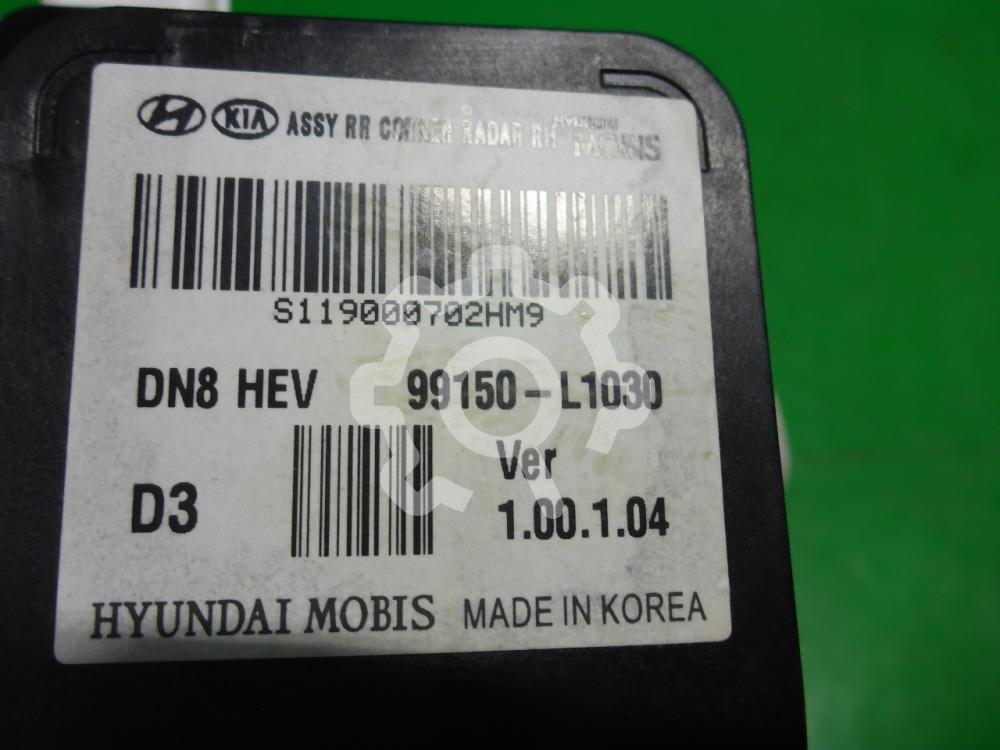 KIA ASSY RR CORNER RADAR RH HYUNDAI MOBIS
S119000702HM9
DN8 HEV 99150-L1030
D3 Ver 1.00.1.04
HYUNDAI MOBIS MADE IN KOREA